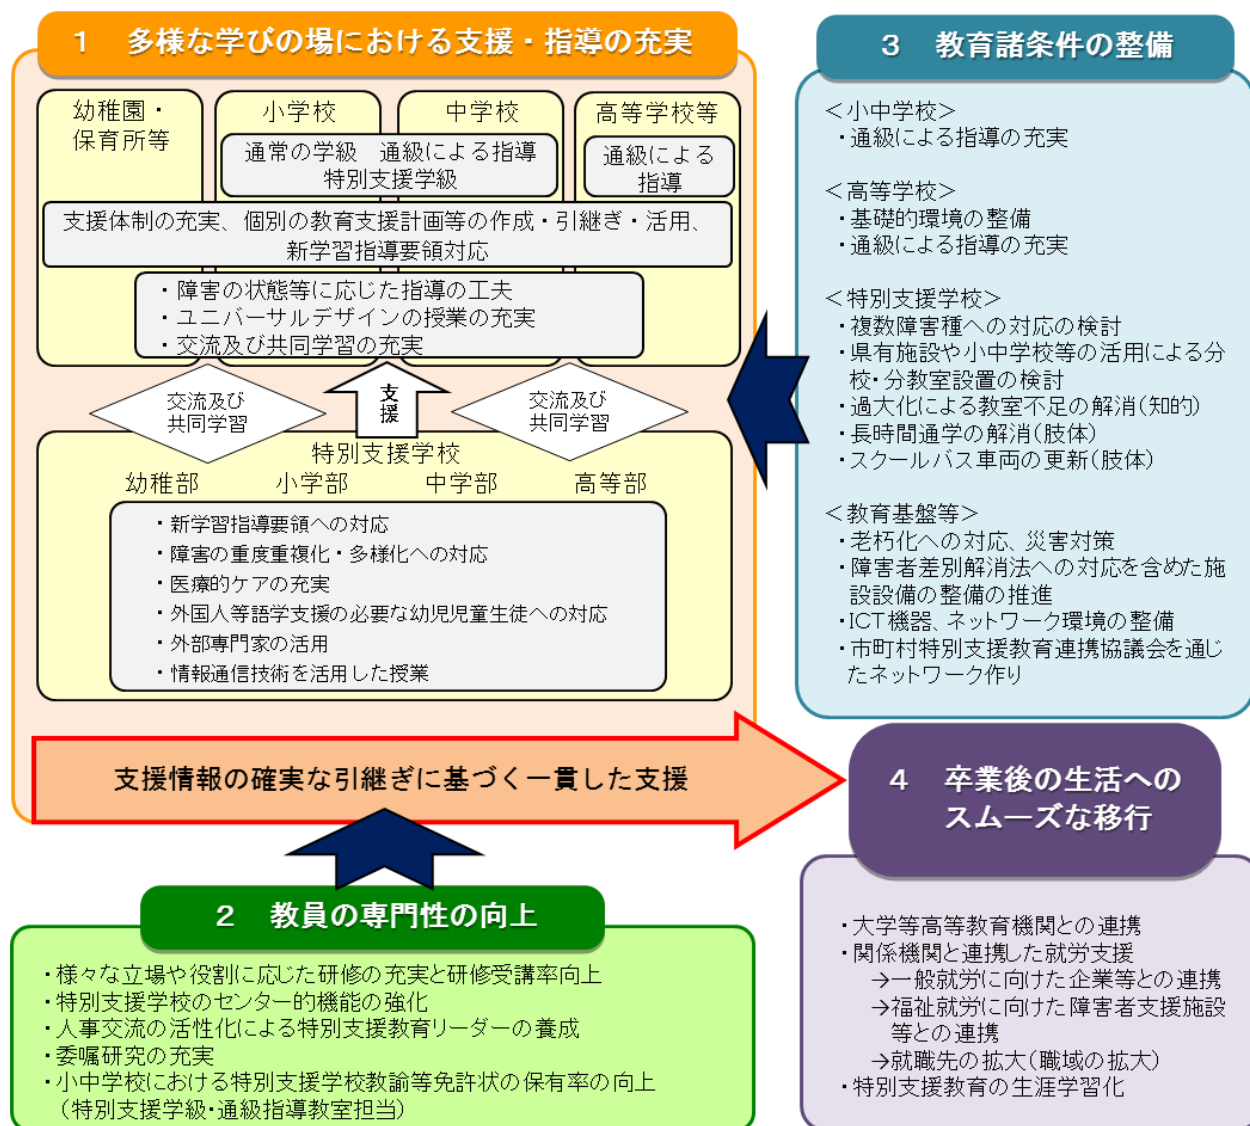 1 多様な学びの場における支援・指導の充実
幼稚園・
保育所等
小学校
中学校
高等学校等
通常の学級 通級による指導
特別支援学級
通級による
指導
支援体制の充実、個別の教育支援計画等の作成・引継ぎ・活用、
新学習指導要領対応
・障害の状態等に応じた指導の工夫
・ユニバーサルデザインの授業の充実
・交流及び共同学習の充実
交流及び
共同学習
支援
交流及び
共同学習
特別支援学校
幼稚部 小学部 中学部 高等部
・新学習指導要領への対応
・障害の重度重複化・多様化への対応
・医療的ケアの充実
・外国人等語学支援の必要な幼児児童生徒への対応
・外部専門家の活用
・情報通信技術を活用した授業
支援情報の確実な引継ぎに基づく一貫した支援
2 教員の専門性の向上
・様々な立場や役割に応じた研修の充実と研修受講率向上
・特別支援学校のセンター的機能の強化
・人事交流の活性化による特別支援教育リーダーの養成
・委嘱研究の充実
・小中学校における特別支援学校教諭等免許状の保有率の向上
（特別支援学級・通級指導教室担当）
3 教育諸条件の整備
＜小中学校＞
・通級による指導の充実
＜高等学校＞
・基礎的環境の整備
・通級による指導の充実
＜特別支援学校＞
・複数障害種への対応の検討
・県有施設や小中学校等の活用による分
校・分教室設置の検討
・過大化による教室不足の解消(知的)
・長時間通学の解消(肢体)
・スクールバス車両の更新(肢体)
＜教育基盤等＞
・老朽化への対応、災害対策
・障害者差別解消法への対応を含めた施
設設備の整備の推進
・ICT機器、ネットワーク環境の整備
・市町村特別支援教育連携協議会を通じ
たネットワーク作り
4 卒業後の生活への
スムーズな移行
・大学等高等教育機関との連携
・関係機関と連携した就労支援
→一般就労に向けた企業等との連携
→福祉就労に向けた障害者支援施設
等との連携
→就職先の拡大(職域の拡大)
・特別支援教育の生涯学習化